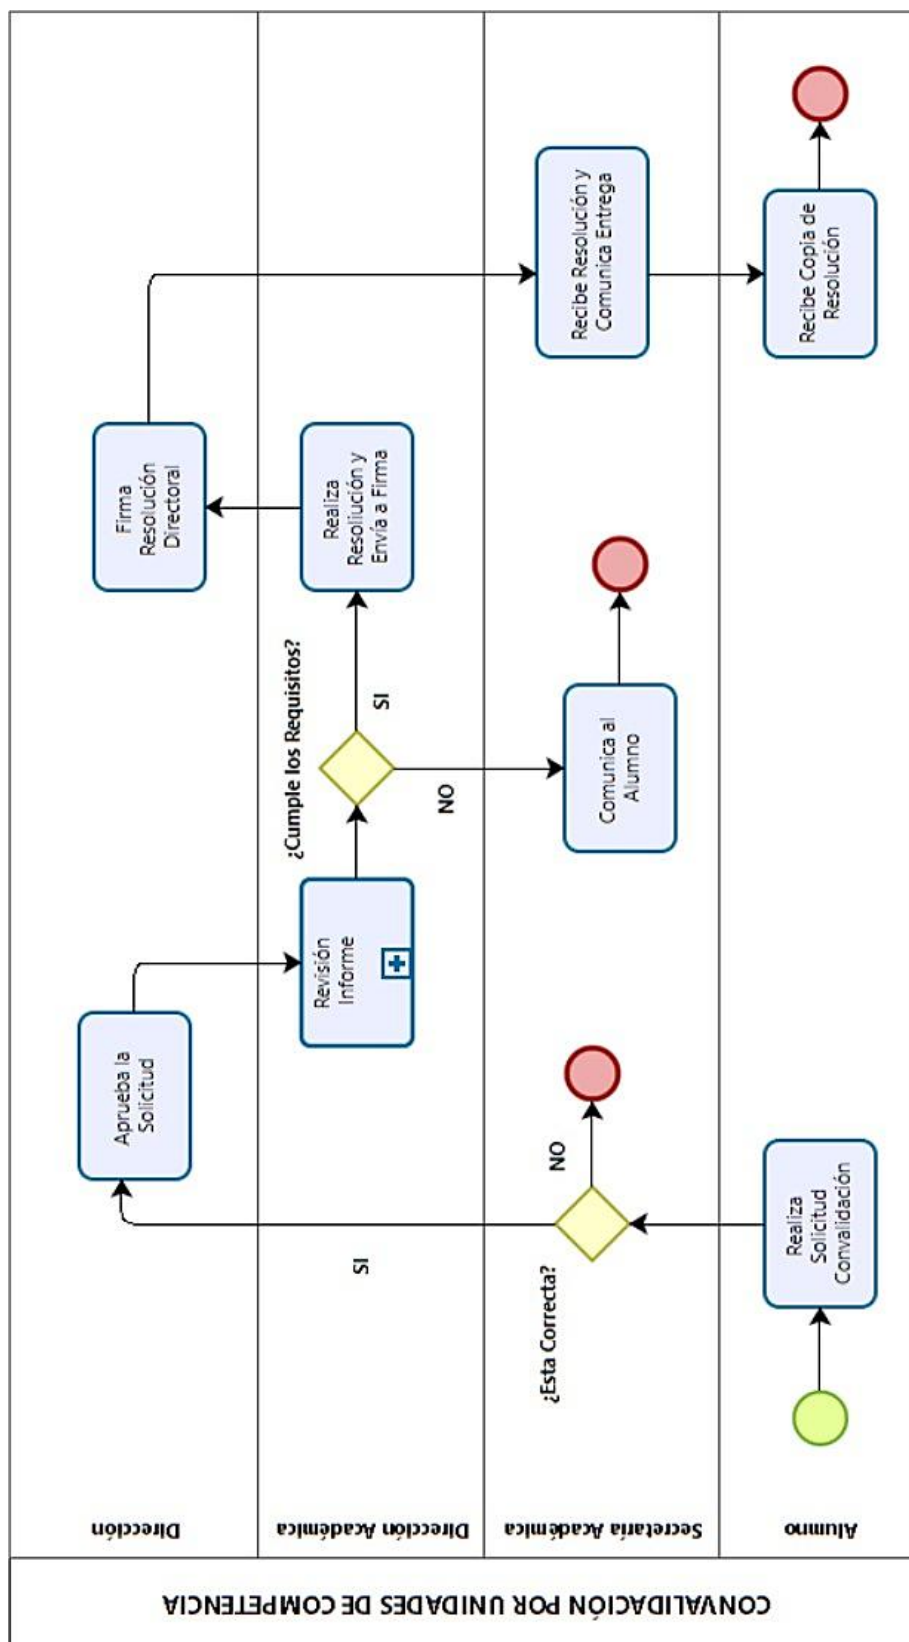 CONVALIDACIÓN POR UNIDADES DE COMPETENCIA
Dirección
Aprueba la
Solicitud
Firma
Resolución
Directoral
Dirección Académica
SI
Revisión
Informe
¿Cumple los Requisitos?
SI
NO
Realiza
Resoliución y
Envía a Firma
Secretaría Académica
¿Esta Correcta?
NO
Comunica al
Alumno
Recibe Resolución y
Comunica Entrega
Alumno
Realiza
Solicitud
Convalidación
Recibe Copia de
Resolución